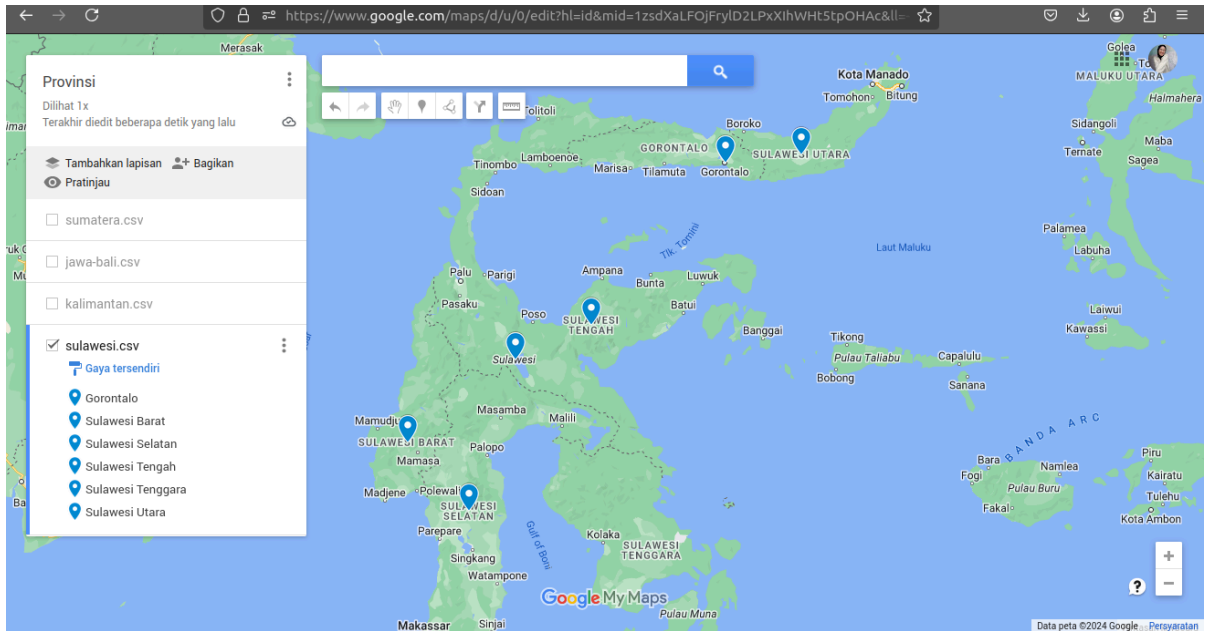 https://www.google.com/maps/d/u/0/edit?hl=id&mid=1zsdXaLFOjFrylD2LPxXIhWHt5tpOHAc&ll=
Provinsi
Dilihat 1x
Terakhir diedit beberapa detik yang lalu
Tambahkan lapisan
Bagikan
Pratinjau
sumatera.csv
jawa-bali.csv
kalimantan.csv
sulawesi.csv
Gaya tersendiri
Gorontalo
Sulawesi Barat
Sulawesi Selatan
Sulawesi Tengah
Sulawesi Tenggara
Sulawesi Utara
Merasak
Golea
MALUKU UTARA
Kota Manado
Tomohon
Bitung
Halmahera
Tolitoli
Boroko
Sidangoli
GORONTALO
SULAWESI UTARA
Maba
Ternate
Sagea
Lamboenoe
Tinombo
Marisa
Tilamuta
Gorontalo
Sidoan
Palamea
Tlk. Tomini
Laut Maluku
Labuha
Palu
Parigi
Ampana
Bunta
Luwuk
Pasaku
Poso
SULAWESI
TENGAH
Batui
Banggai
Laiwui
Kawassi
Tikong
Sulawesi
Pulau Taliabu
Capalulu
Bobong
Sanana
Masamba
Malili
Mamudju
SULAWESI BARAT
Palopo
Mamasa
BANDA ARC
Bara
Fogi
Namlea
Piru
Kairatu
Pulau Buru
Tulehu
Fakal
Kota Ambon
Madjene
Polewali
SULAWESI
SELATAN
Parepare
Gulf of Boni
Kolaka
SULAWESI
TENGGARA
Singkang
Watampone
Google My Maps
Pulau Muna
Makassar
Sinjai
Data peta ©2024 Google
Persyaratan